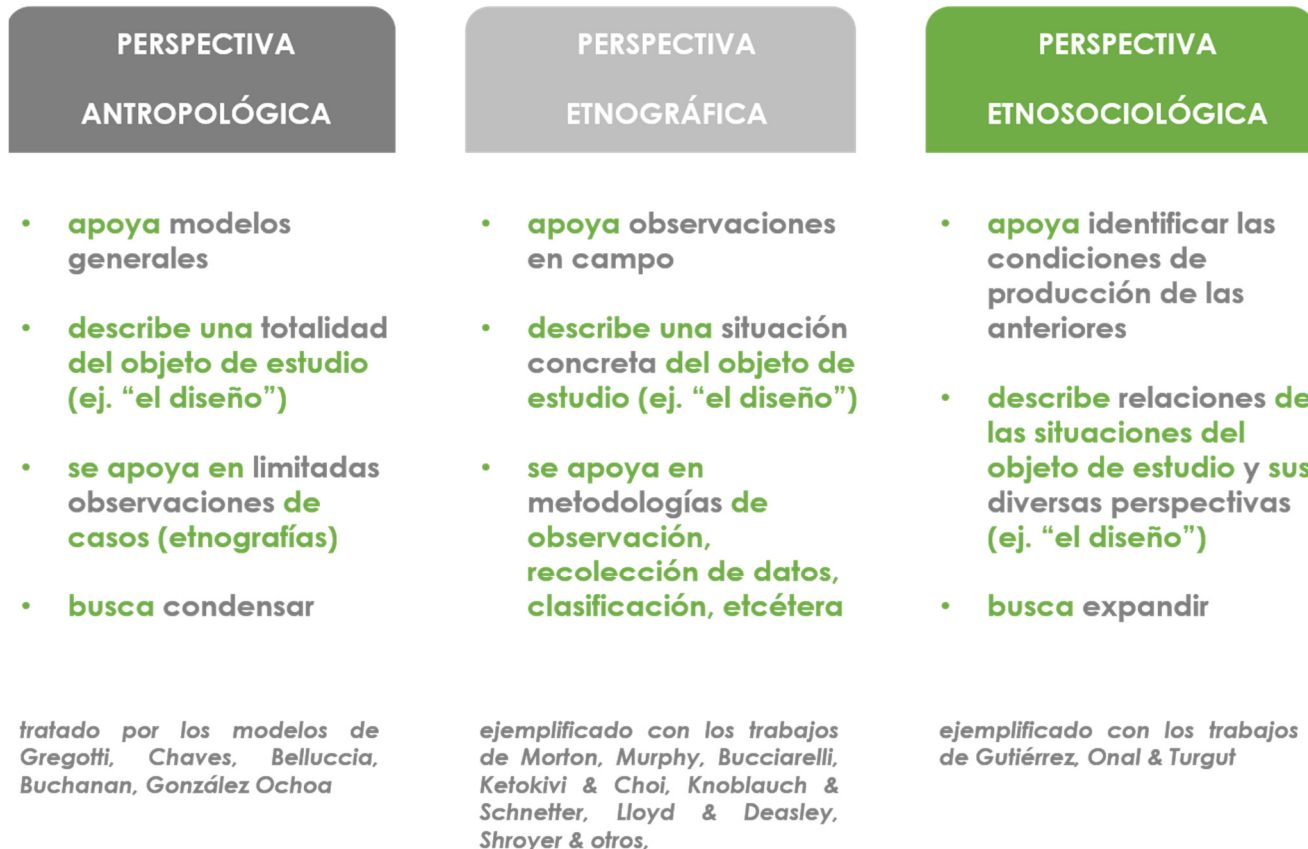 PERSPECTIVA
ANTROPOLÓGICA
• apoya modelos
generales
• describe una totalidad
del objeto de estudio
(ej. “el diseño”)
• se apoya en limitadas
observaciones de
casos (etnografías)
• busca condensar
tratado por los modelos de
Gregotti, Chaves, Belluccia,
Buchanan, González Ochoa
PERSPECTIVA
ETNOGRÁFICA
• apoya observaciones
en campo
• describe una situación
concreta del objeto de
estudio (ej. “el diseño”)
• se apoya en
metodologías de
observación,
recolección de datos,
clasificación, etcétera
ejemplificado con los trabajos
de Morton, Murphy, Bucciarelli,
Ketokivi & Choi, Knoblauch &
Schnetter, Lloyd & Deasley,
Shroyer & otros,
PERSPECTIVA
ETNOSOCIOLÓGICA
• apoya identificar las
condiciones de
producción de las
anteriores
• describe relaciones de
las situaciones del
objeto de estudio y sus
diversas perspectivas
(ej. “el diseño”)
• busca expandir
ejemplificado con los trabajos
de Gutiérrez, Onal & Turgut